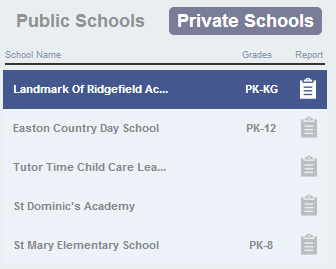 Public Schools Private Schools
School Name Grades Report
Landmark Of Ridgefield Ac... PK-KG
Easton Country Day School PK-12
Tutor Time Child Care Lea...
St Dominic's Academy
St Mary Elementary School PK-8